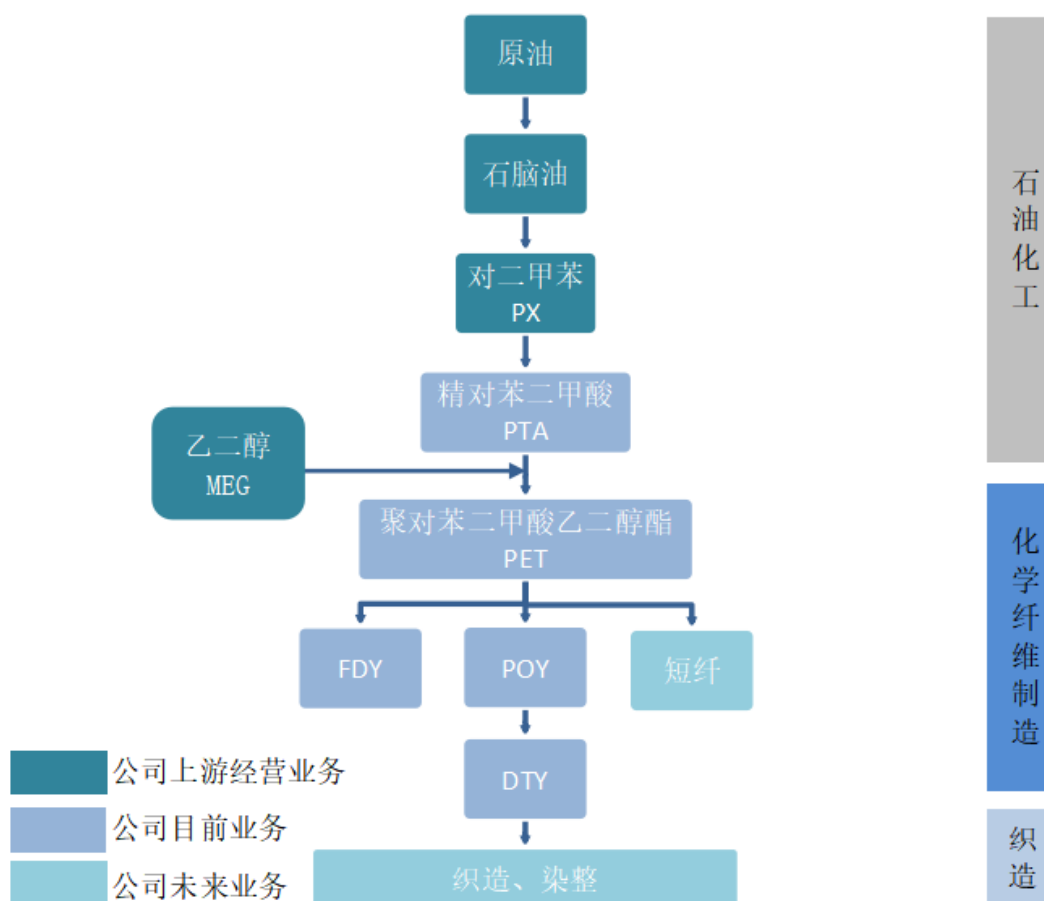 原油
石脑油
对二甲苯
PX
精对苯二甲酸
PTA
乙二醇
MEG
聚对苯二甲酸乙二醇酯
PET
FDY
POY
短纤
DTY
织造、染整
公司上游经营业务
公司目前业务
公司未来业务
石油化工
化学纤维制造
织造